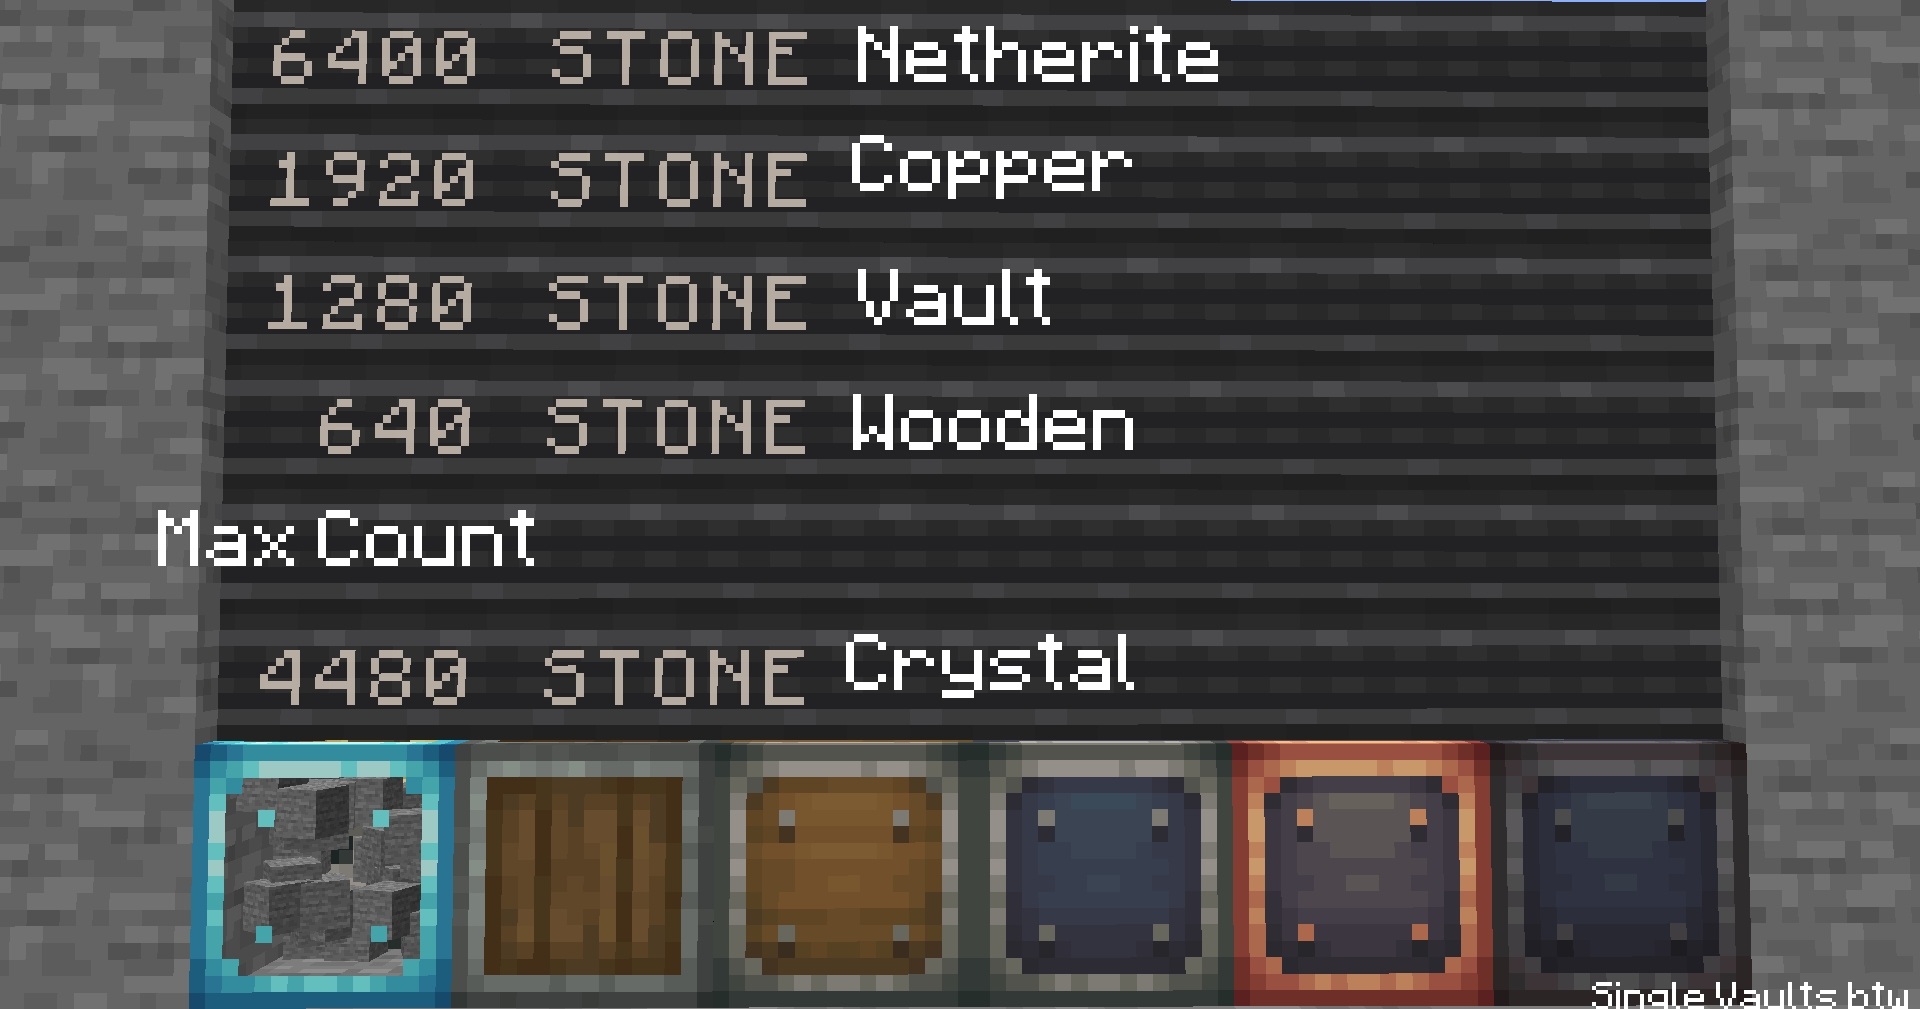 6400 STONE Netherite
1920 STONE Copper
1280 STONE Vault
640 STONE Wooden
Max Count
4480 STONE Crystal
Single Vaults btw